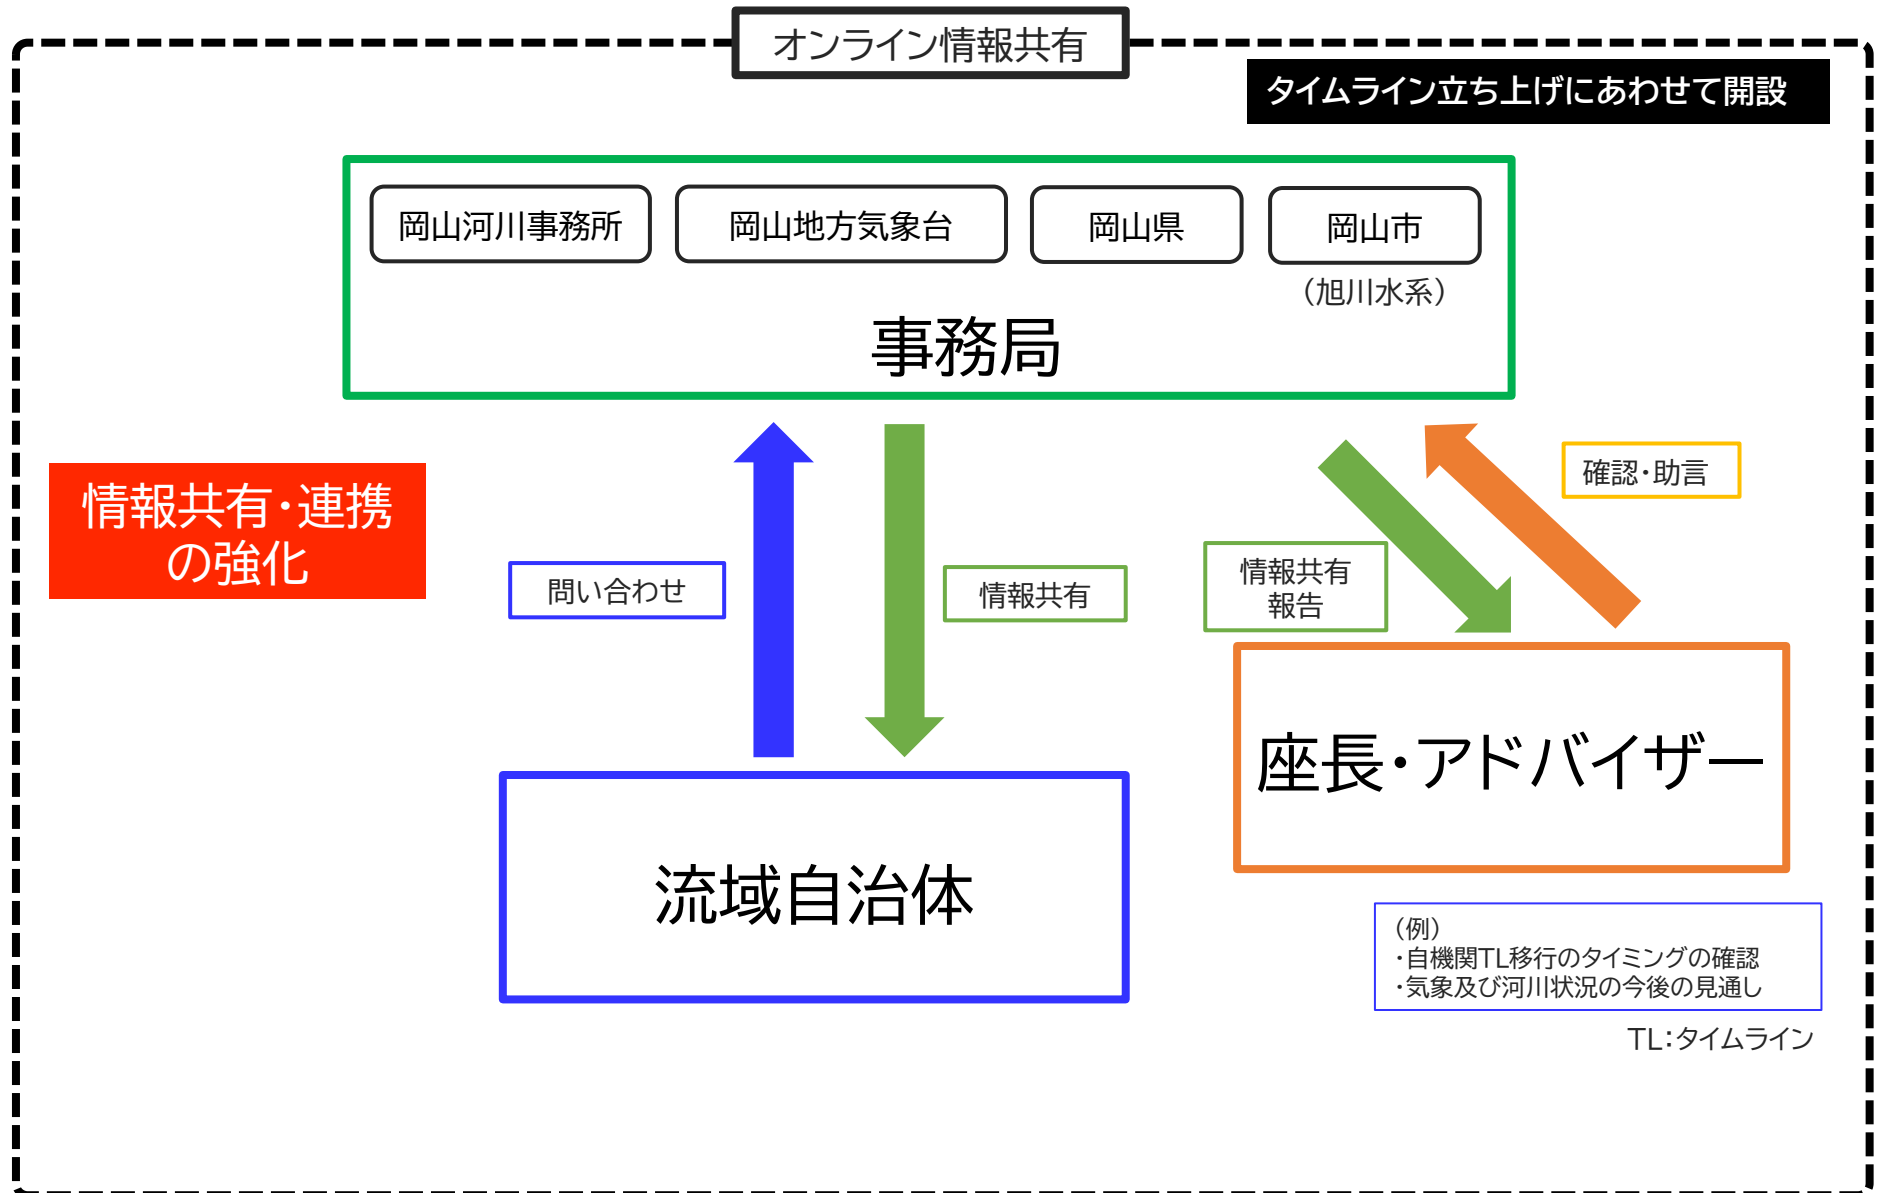 オンライン情報共有
タイムライン立ち上げにあわせて開設
岡山河川事務所
岡山地方気象台
岡山県
岡山市
（旭川水系）
事務局
情報共有・連携
の強化
問い合わせ
情報共有
情報共有
報告
確認・助言
座長・アドバイザー
流域自治体
（例）
・自機関TL移行のタイミングの確認
・気象及び河川状況の今後の見通し
TL：タイムライン